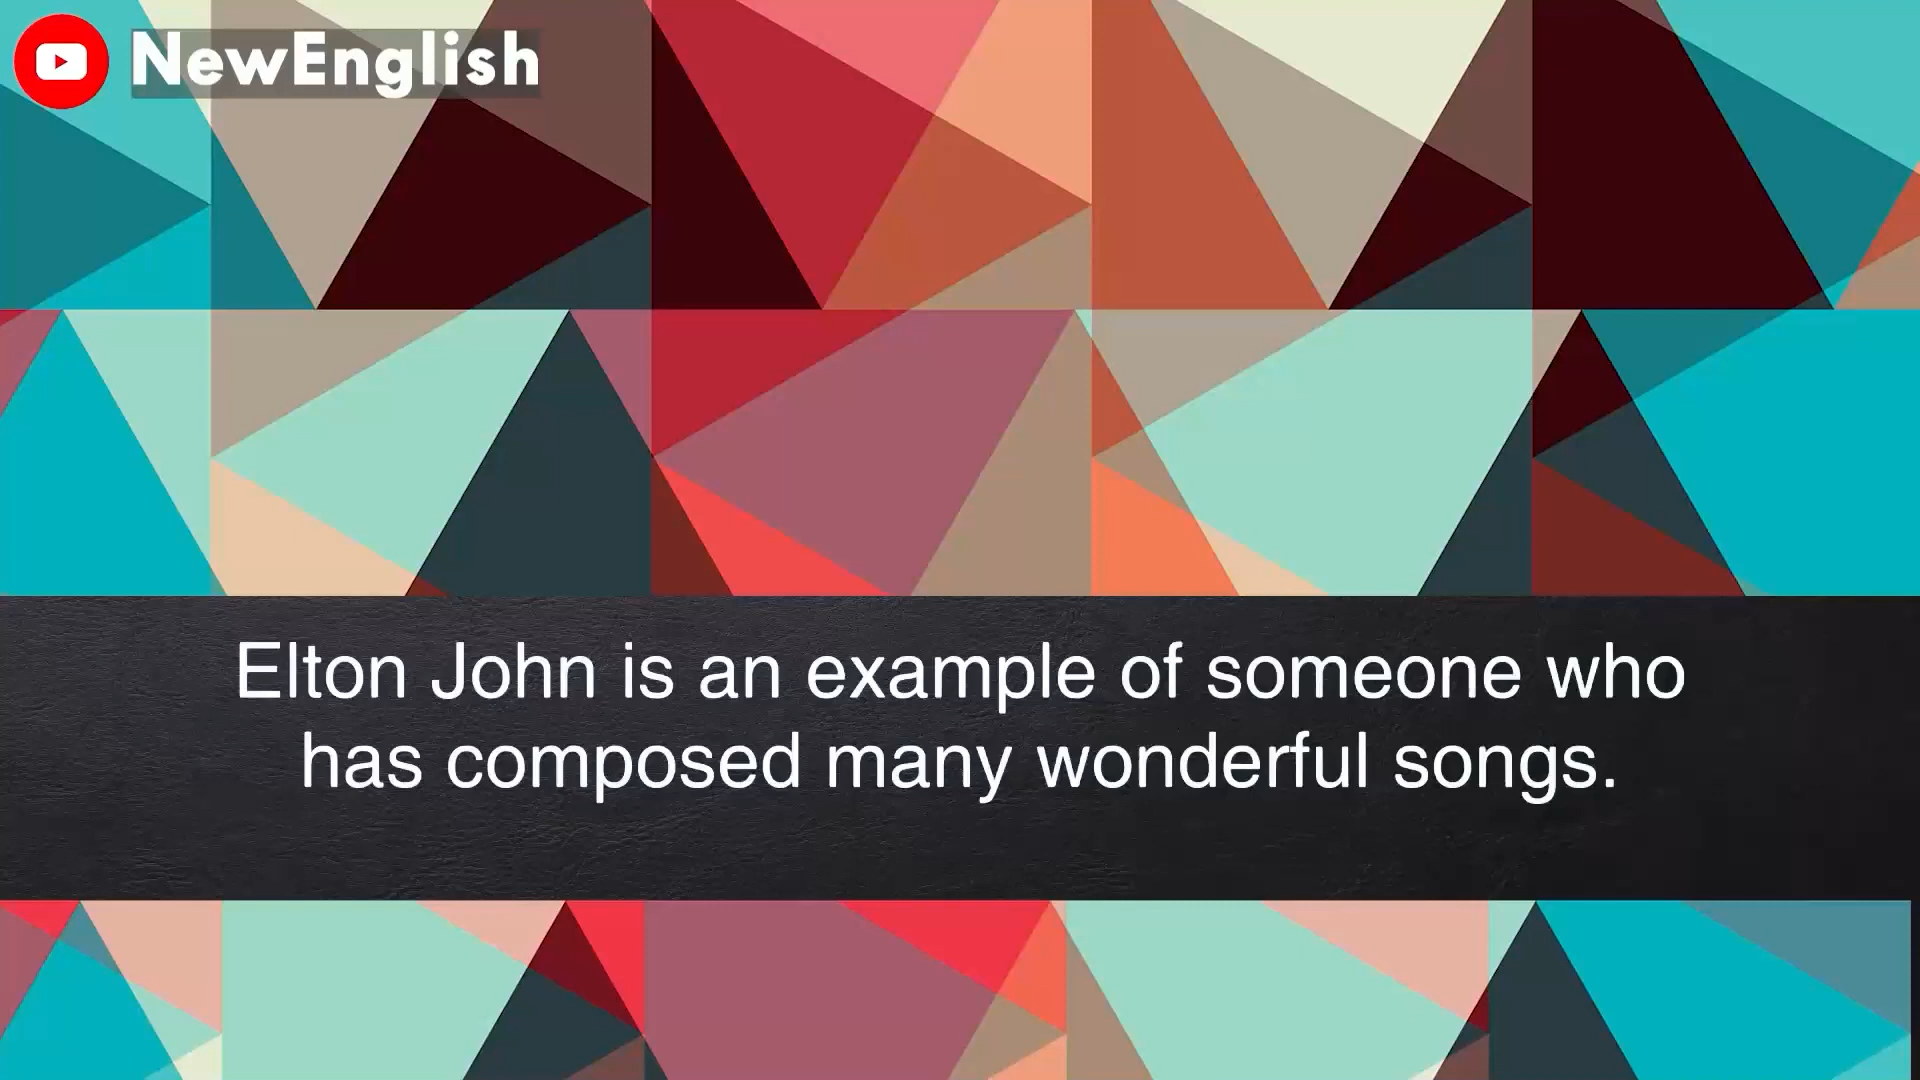 NewEnglish
Elton John is an example of someone who
has composed many wonderful songs.